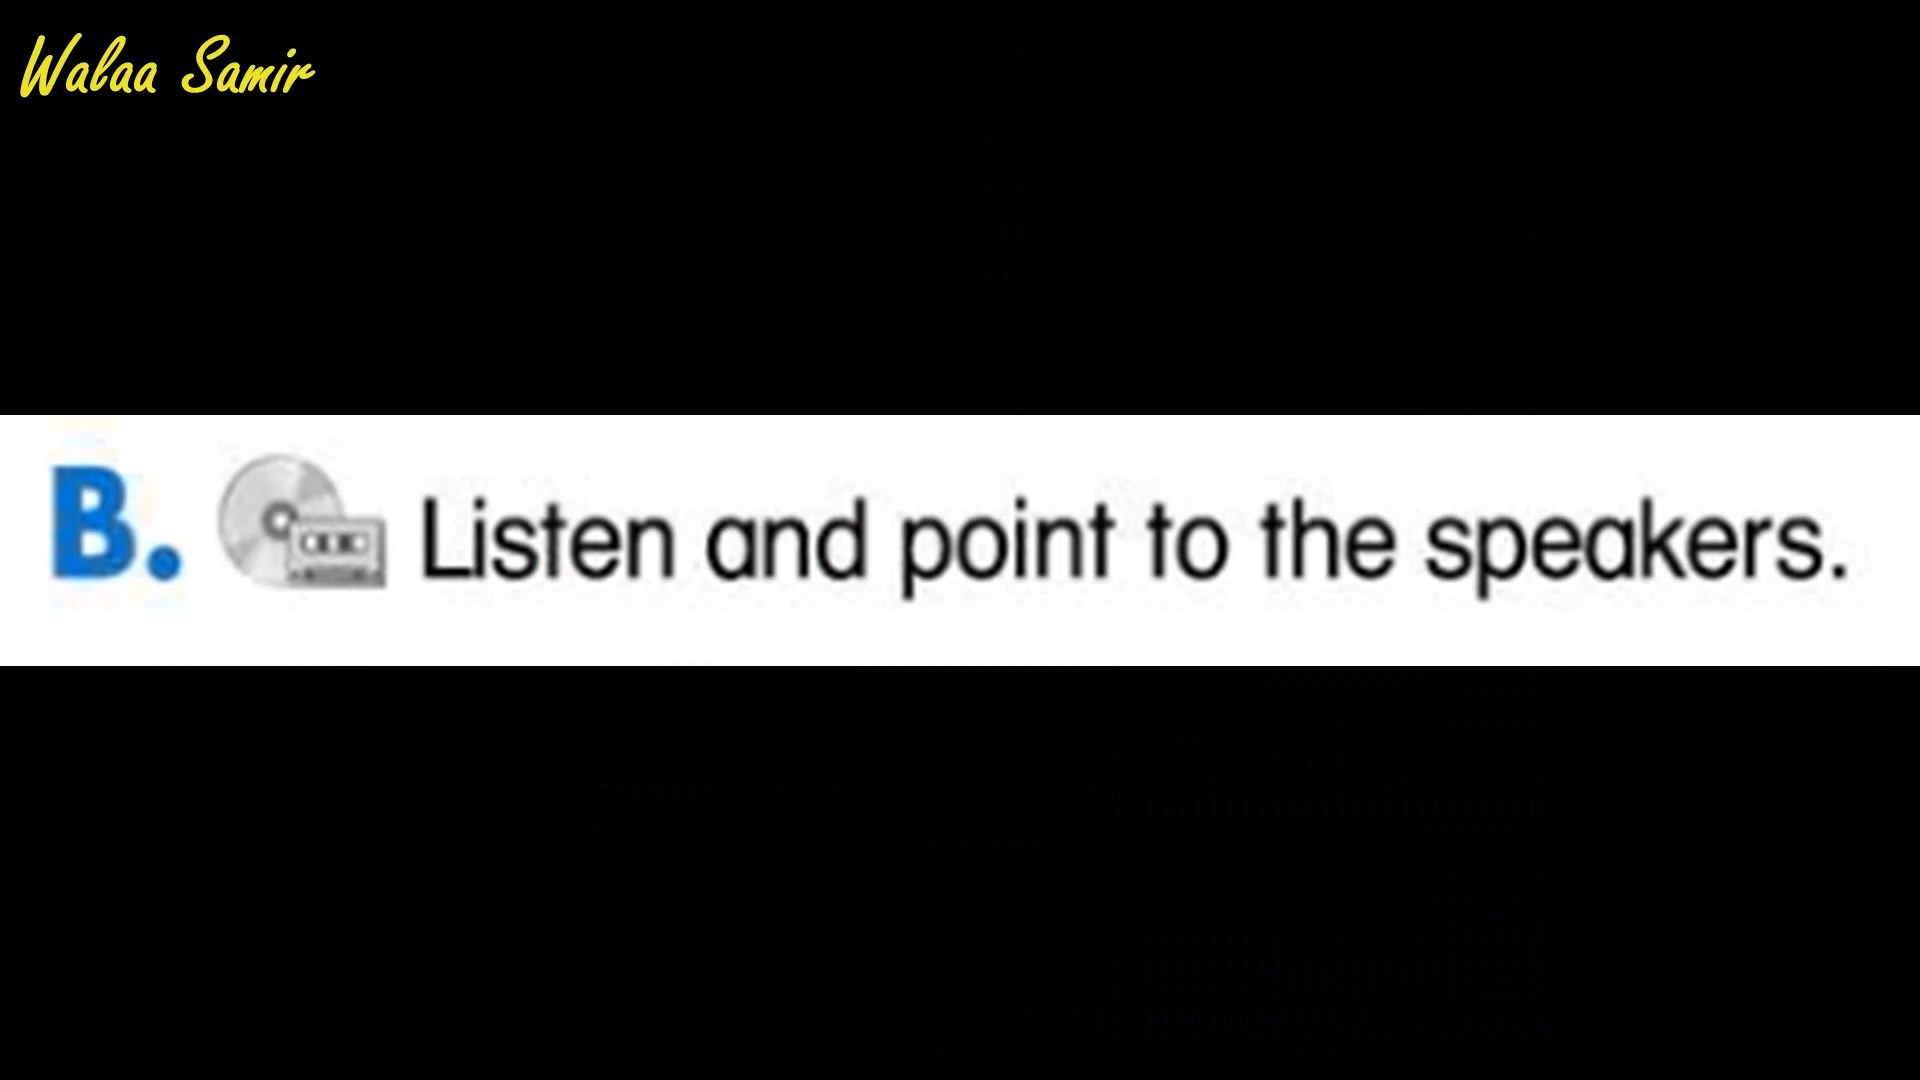 Walaa Samir
B. Listen and point to the speakers.